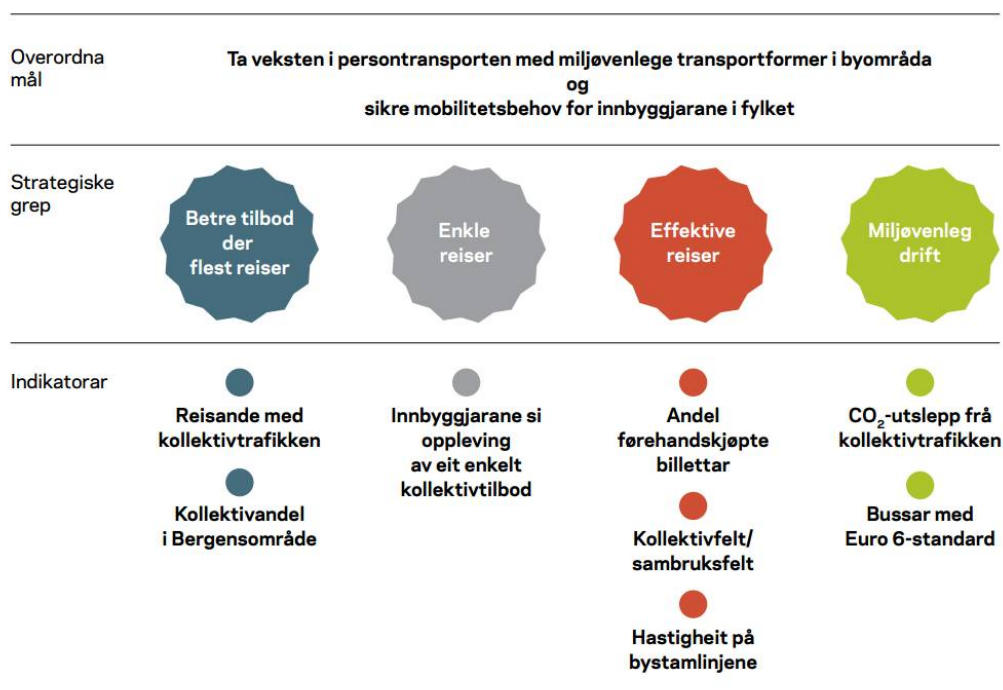 Overordna
mål
Ta veksten i persontransporten med miljøvenlege transportformer i byområda
og
sikre mobilitetsbehov for innbyggjarane i fylket
Strategiske
grep
Betre tilbod
der
flest reiser
Enkle
reiser
Effektive
reiser
Miljøvenleg
drift
Indikatorar
Reisande med
kollektivtrafikken
Kollektivandel
i Bergensområde
Innbyggjarane si
oppleving
av eit enkelt
kollektivtilbod
Andel
førehandskjøpte
billettar
Kollektivfelt/
sambruksfelt
Hastigheit på
bystamlinjene
CO₂-utslepp frå
kollektivtrafikken
Bussar med
Euro 6-standard